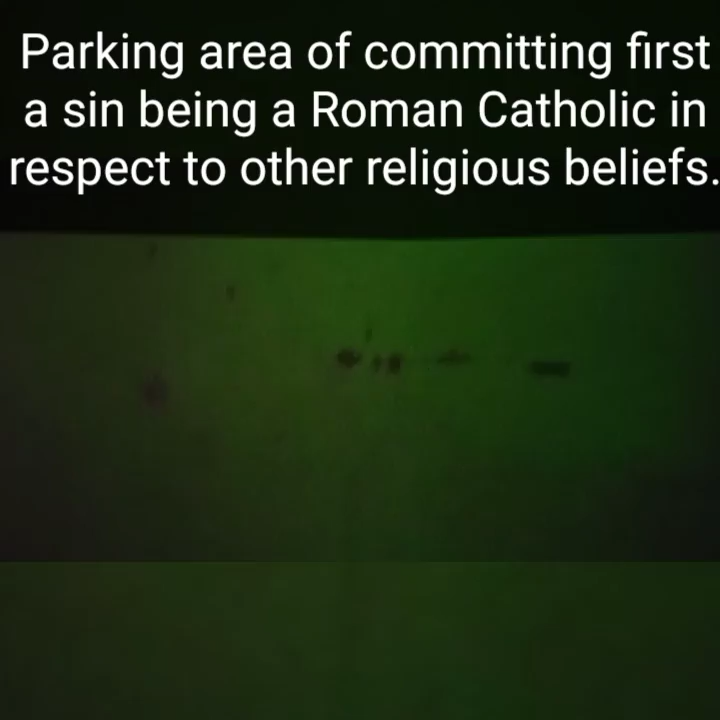 Parking area of committing first
a sin being a Roman Catholic in
respect to other religious beliefs.